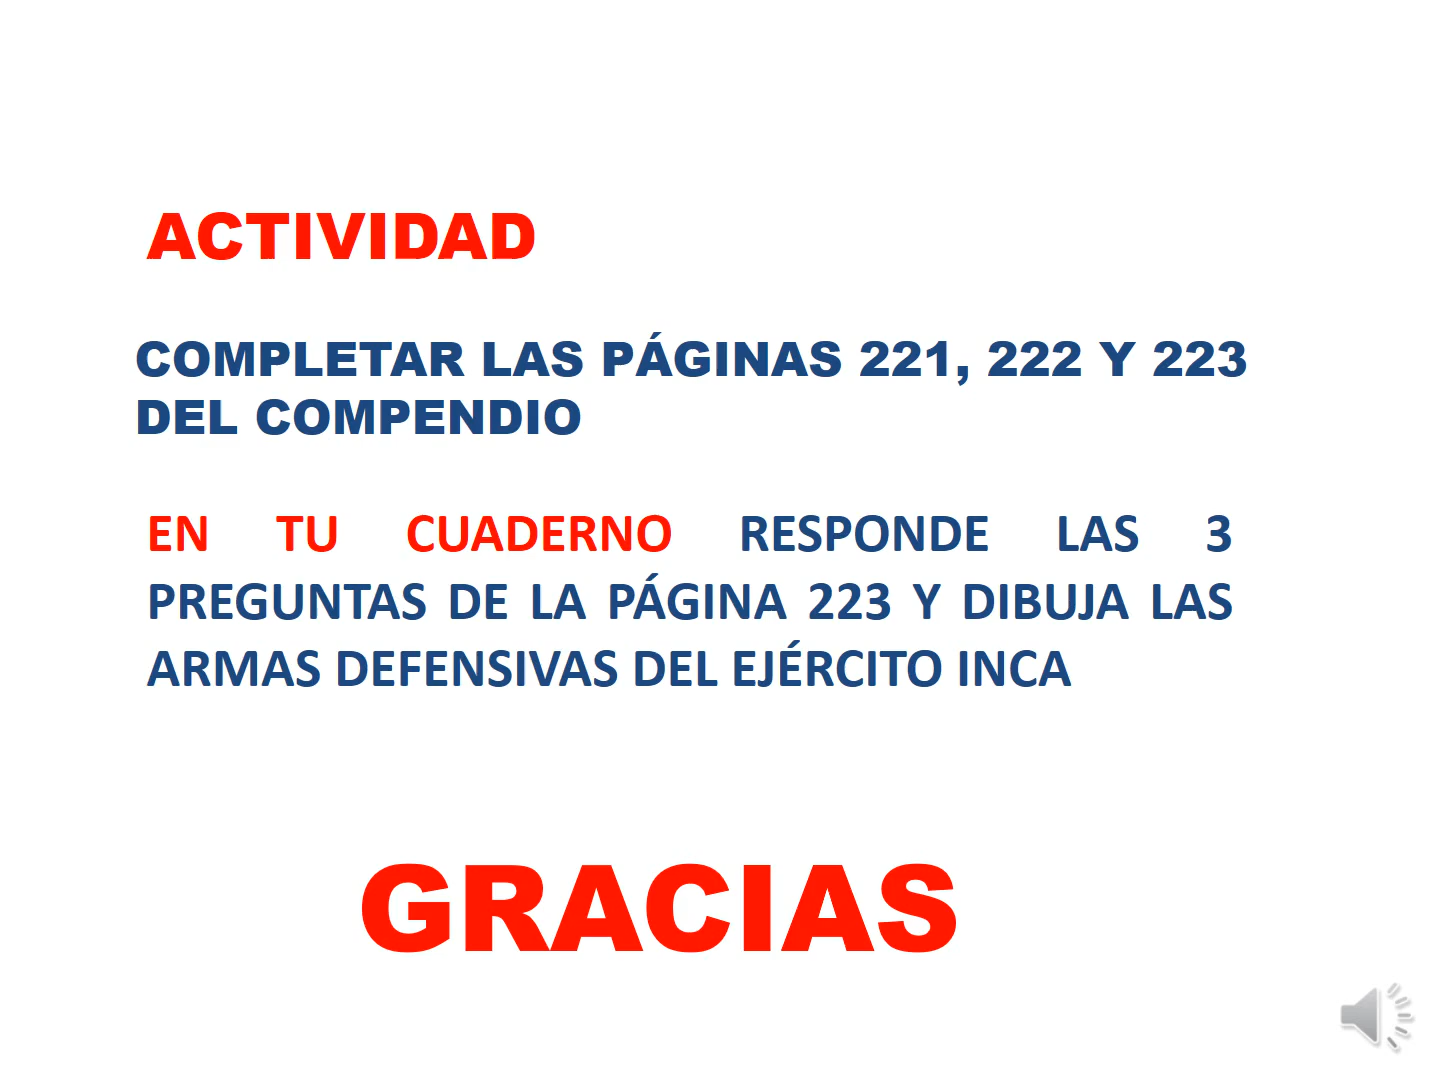 ACTIVIDAD
COMPLETAR LAS PÁGINAS 221, 222 Y 223
DEL COMPENDIO
EN TU CUADERNO RESPONDE LAS 3
PREGUNTAS DE LA PÁGINA 223 Y DIBUJA LAS
ARMAS DEFENSIVAS DEL EJÉRCITO INCA
GRACIAS